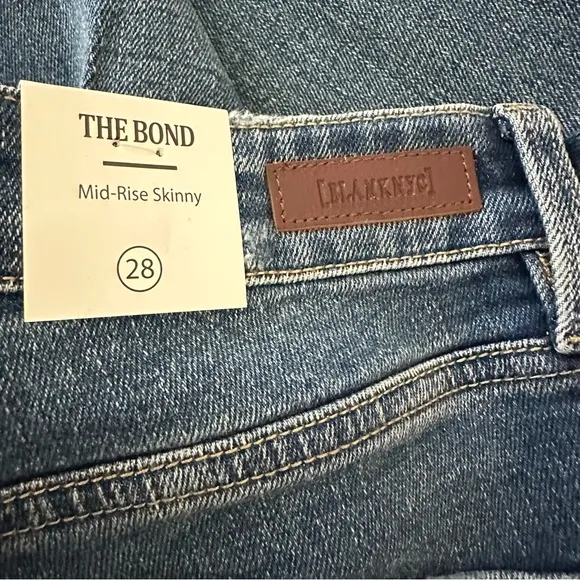 THE BOND
Mid-Rise Skinny
28
[BLANKNYC]